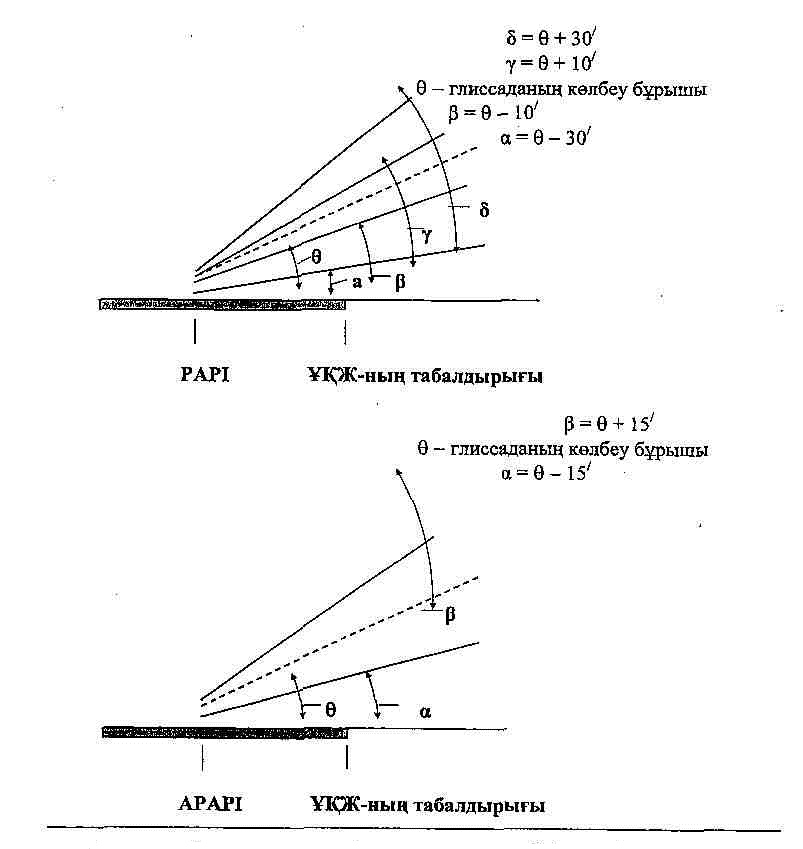 δ = θ + 30′
γ = θ + 10′
θ – глиссаданың көлбеу бұрышы
β = θ – 10′
α = θ – 30′
δ
γ
θ
a
β
PAPI ҰҚЖ-ның табалдырығы
β = θ + 15′
θ – глиссаданың көлбеу бұрышы
α = θ – 15′
β
θ
α
APAPI ҰҚЖ-ның табалдырығы